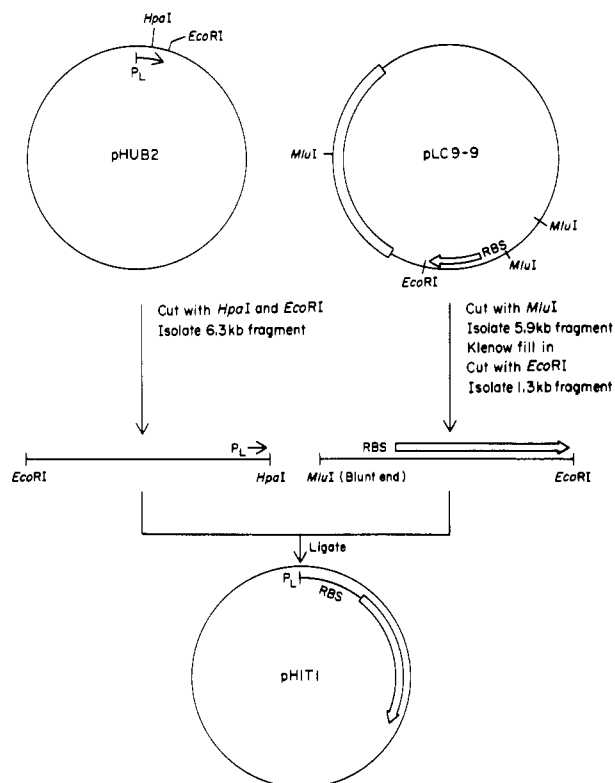 HpaI
EcoRI
PL
pHUB2
MluI
pLC9-9
MluI
RBS
MluI
EcoRI
Cut with HpaI and EcoRI
Isolate 6.3kb fragment
Cut with MluI
Isolate 5.9kb fragment
Klenow fill in
Cut with EcoRI
Isolate 1.3kb fragment
PL
RBS
EcoRI
HpaI
MluI (Blunt end)
EcoRI
Ligate
PL
RBS
pHIT1